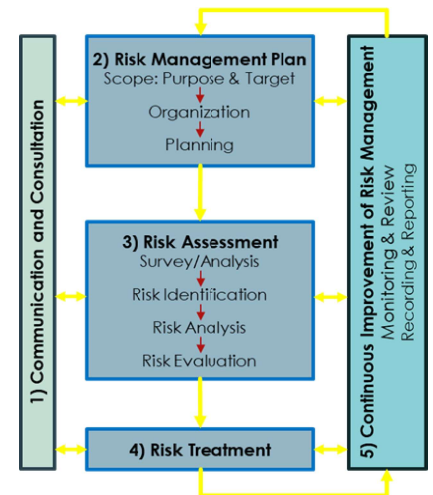 1) Communication and Consultation
2) Risk Management Plan
Scope: Purpose & Target
Organization
Planning
3) Risk Assessment
Survey/Analysis
Risk Identification
Risk Analysis
Risk Evaluation
4) Risk Treatment
5) Continuous Improvement of Risk Management
Monitoring & Review
Recording & Reporting